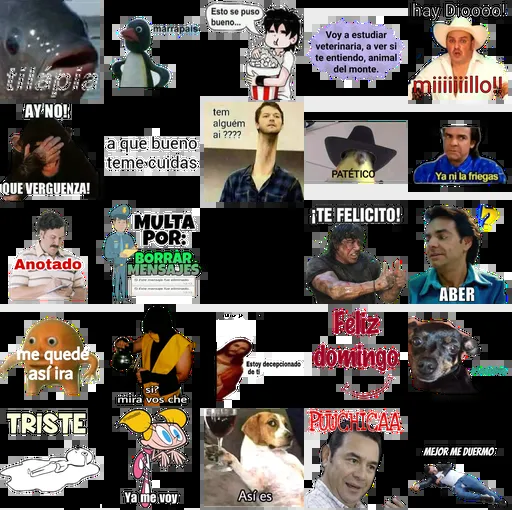 tilápia
marrapais
Esto se puso
bueno...
Voy a estudiar
veterinaria, a ver si
te entiendo, animal
del monte.
hay Diooóo!
miiiiiiillo!!
¡AY NO!
QUE VERGUENZA!
a que bueno
teme cuidas
tem
alguém
ai ????
PATÉTICO
Ya ni la friegas
Anotado
MULTA
POR:
BORRAR
MENSAJES
¡TE FELICITO!
ABER
me quedé
así ira
si?
mira vos che
Estoy decepcionado
de ti
Feliz
domingo
TRISTE
Ya me voy
Así es
PUUCHICAA
MEJOR ME DUERMO